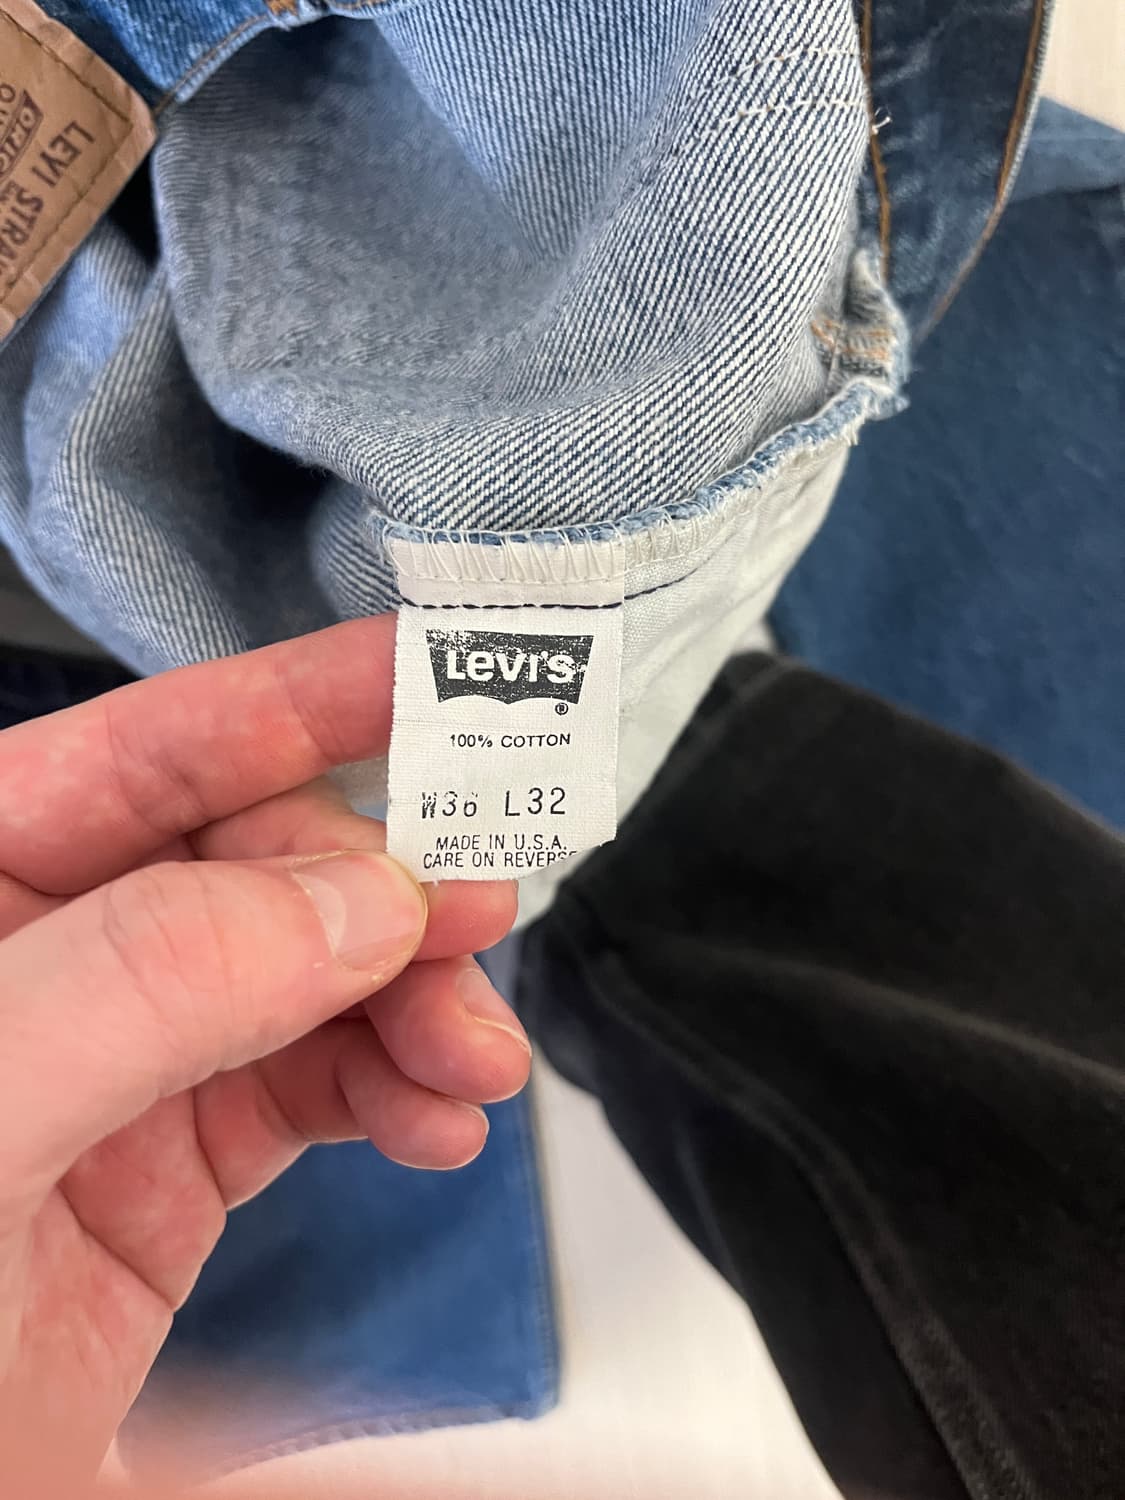 LEVI STRA
LEVI'S
®
100% COTTON
W36 L32
MADE IN U.S.A.
CARE ON REVERSE